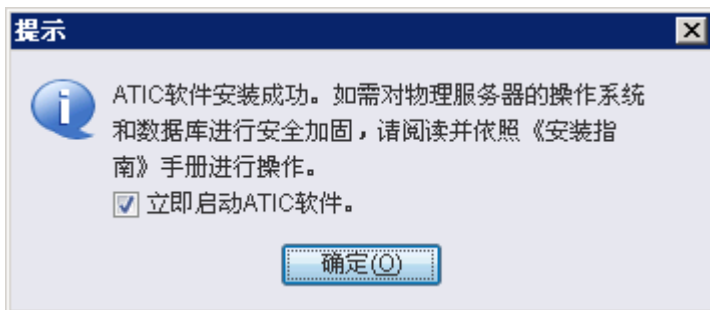 提示
ATIC软件安装成功。如需对物理服务器的操作系统
和数据库进行安全加固，请阅读并依照《安装指
南》手册进行操作。
立即启动ATIC软件。
确定(O)